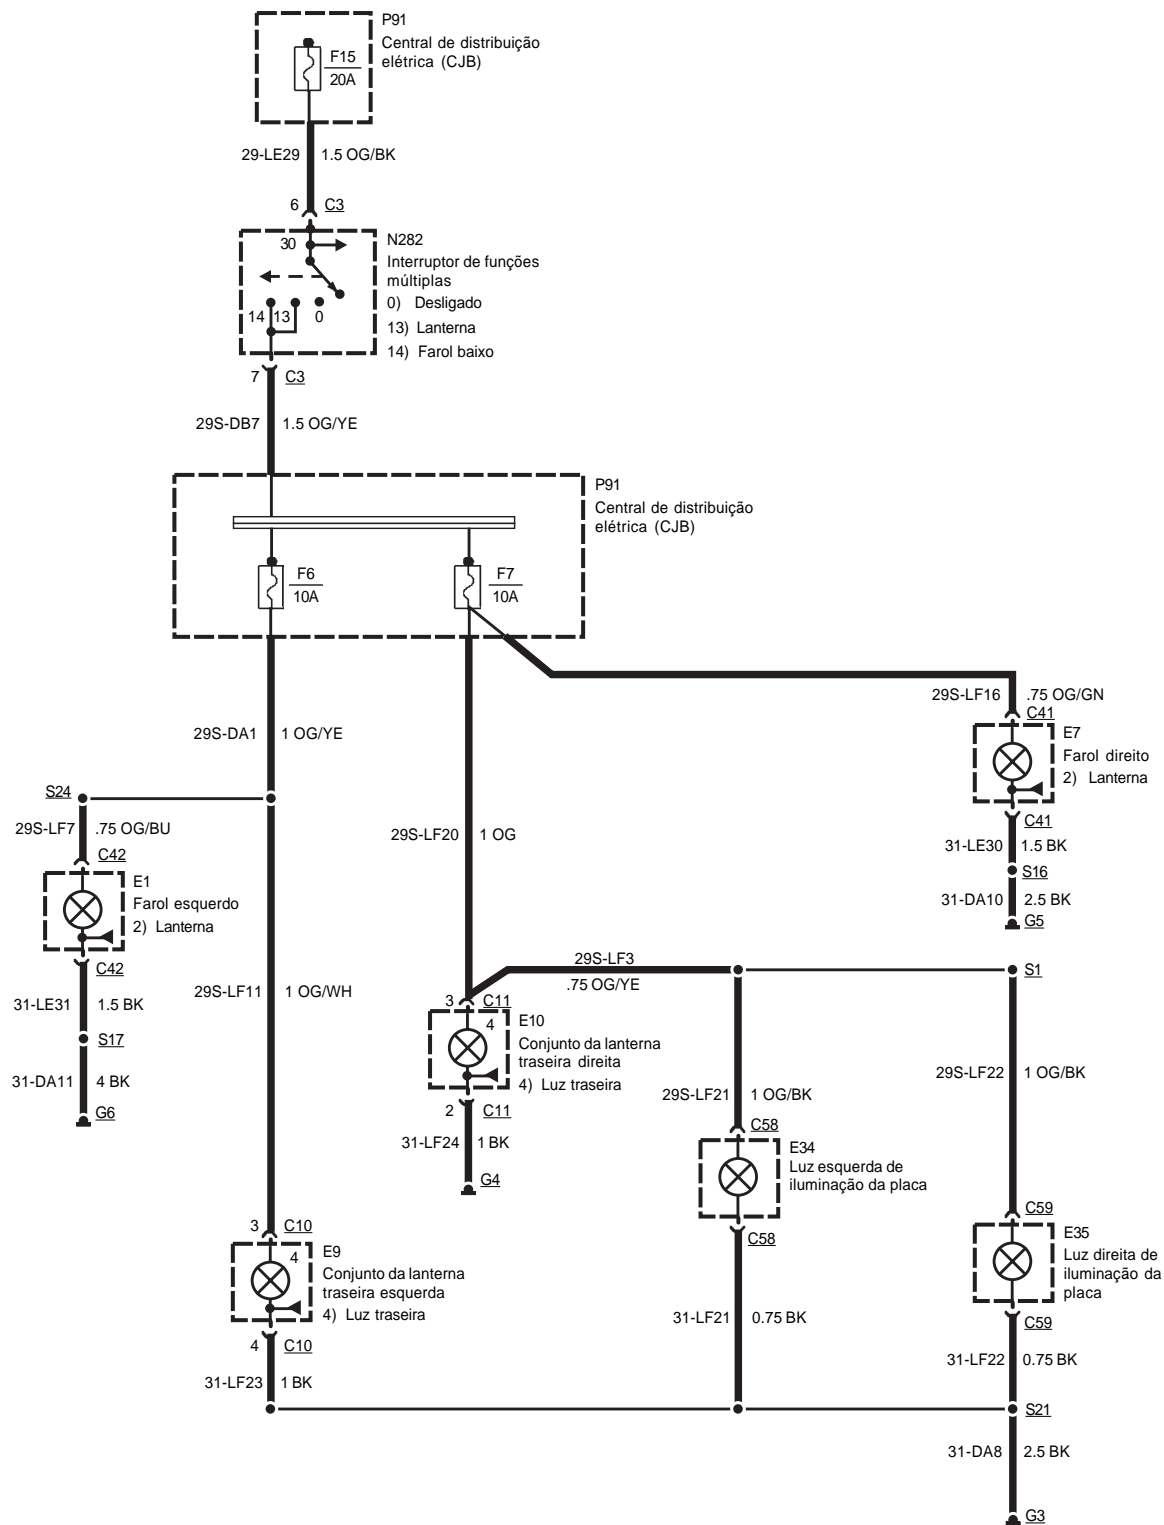 P91
Central de distribuição
elétrica (CJB)
F15
20A
29-LE29 1.5 OG/BK
6 C3
30
N282
Interruptor de funções
múltiplas
0) Desligado
13) Lanterna
14) Farol baixo
14 13 0
7 C3
29S-DB7 1.5 OG/YE
P91
Central de distribuição
elétrica (CJB)
F6
10A
F7
10A
29S-LF16 .75 OG/GN
C41
E7
Farol direito
2) Lanterna
C41
31-LE30 1.5 BK
S16
31-DA10 2.5 BK
G5
29S-DA1 1 OG/YE
S24
29S-LF7 .75 OG/BU
C42
E1
Farol esquerdo
2) Lanterna
C42
31-LE31 1.5 BK
S17
31-DA11 4 BK
G6
29S-LF20 1 OG
29S-LF11 1 OG/WH
29S-LF3
.75 OG/YE
S1
3 C11
4
E10
Conjunto da lanterna
traseira direita
4) Luz traseira
2 C11
31-LF24 1 BK
G4
29S-LF21 1 OG/BK
C58
E34
Luz esquerda de
iluminação da placa
C58
31-LF21 0.75 BK
29S-LF22 1 OG/BK
C59
E35
Luz direita de
iluminação da
placa
C59
31-LF22 0.75 BK
3 C10
4
E9
Conjunto da lanterna
traseira esquerda
4) Luz traseira
4 C10
31-LF23 1 BK
S21
31-DA8 2.5 BK
G3